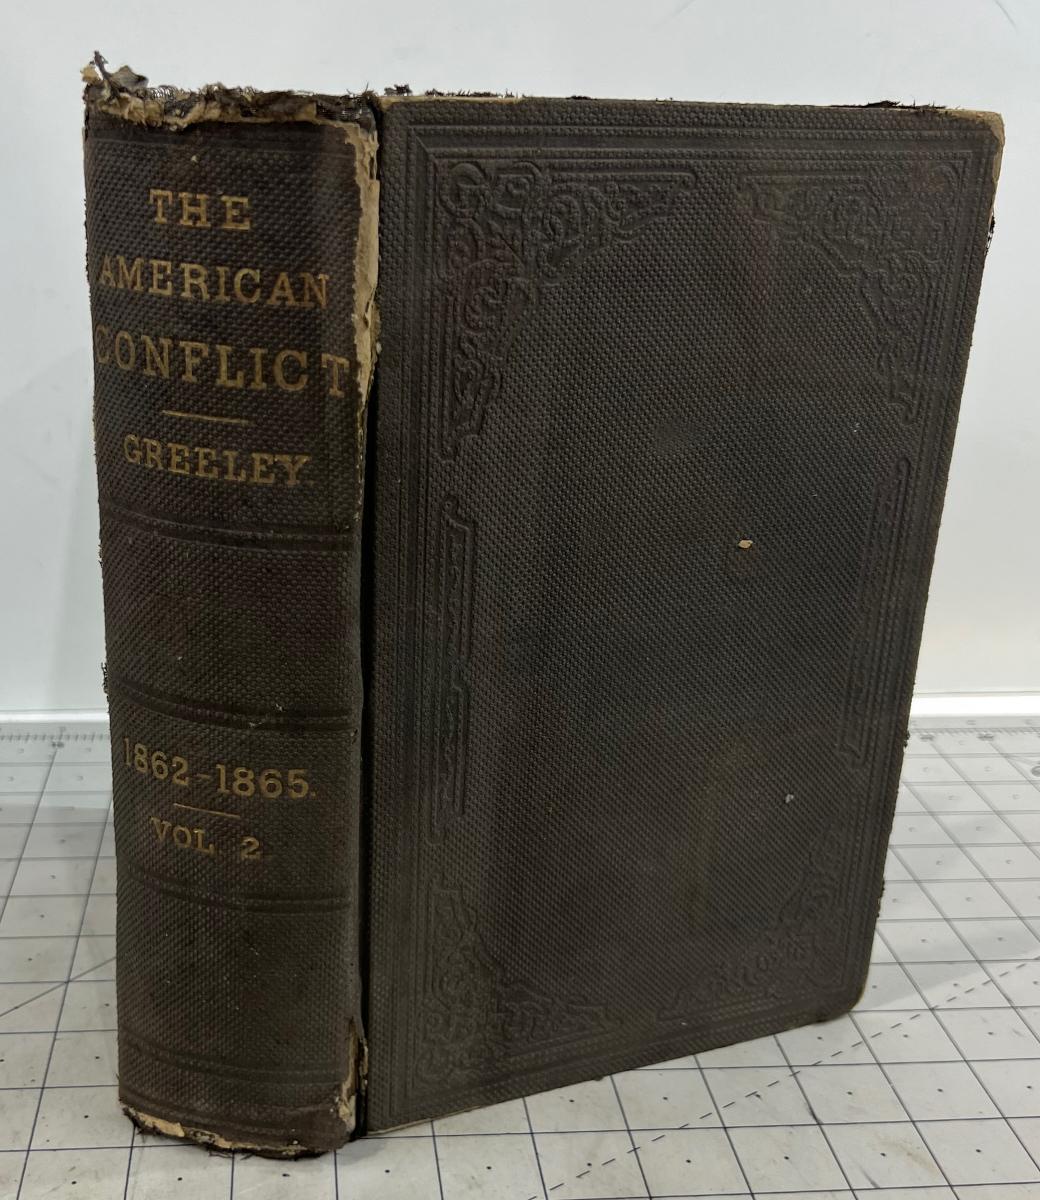 THE
AMERICAN
CONFLICT
GREELEY.
1862-1865.
VOL 2